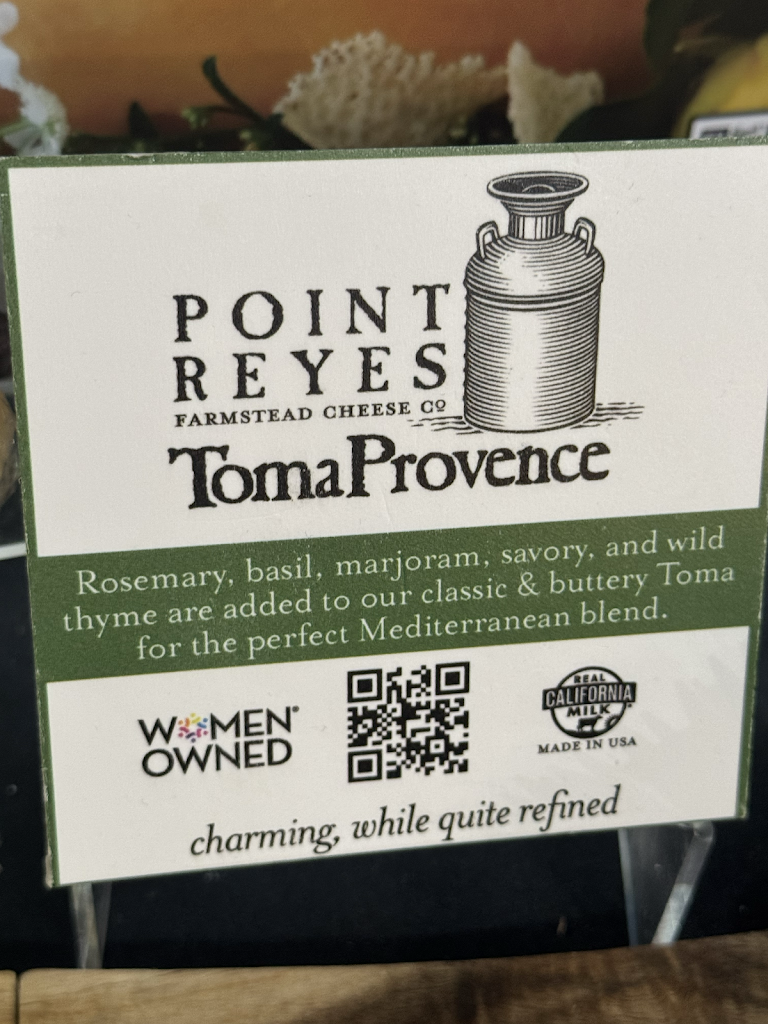 POINT
REYES
FARMSTEAD CHEESE CO
TomaProvence
Rosemary, basil, marjoram, savory, and wild
thyme are added to our classic & buttery Toma
for the perfect Mediterranean blend.
WOMEN
OWNED
REAL
CALIFORNIA
MILK
MADE IN USA
charming, while quite refined